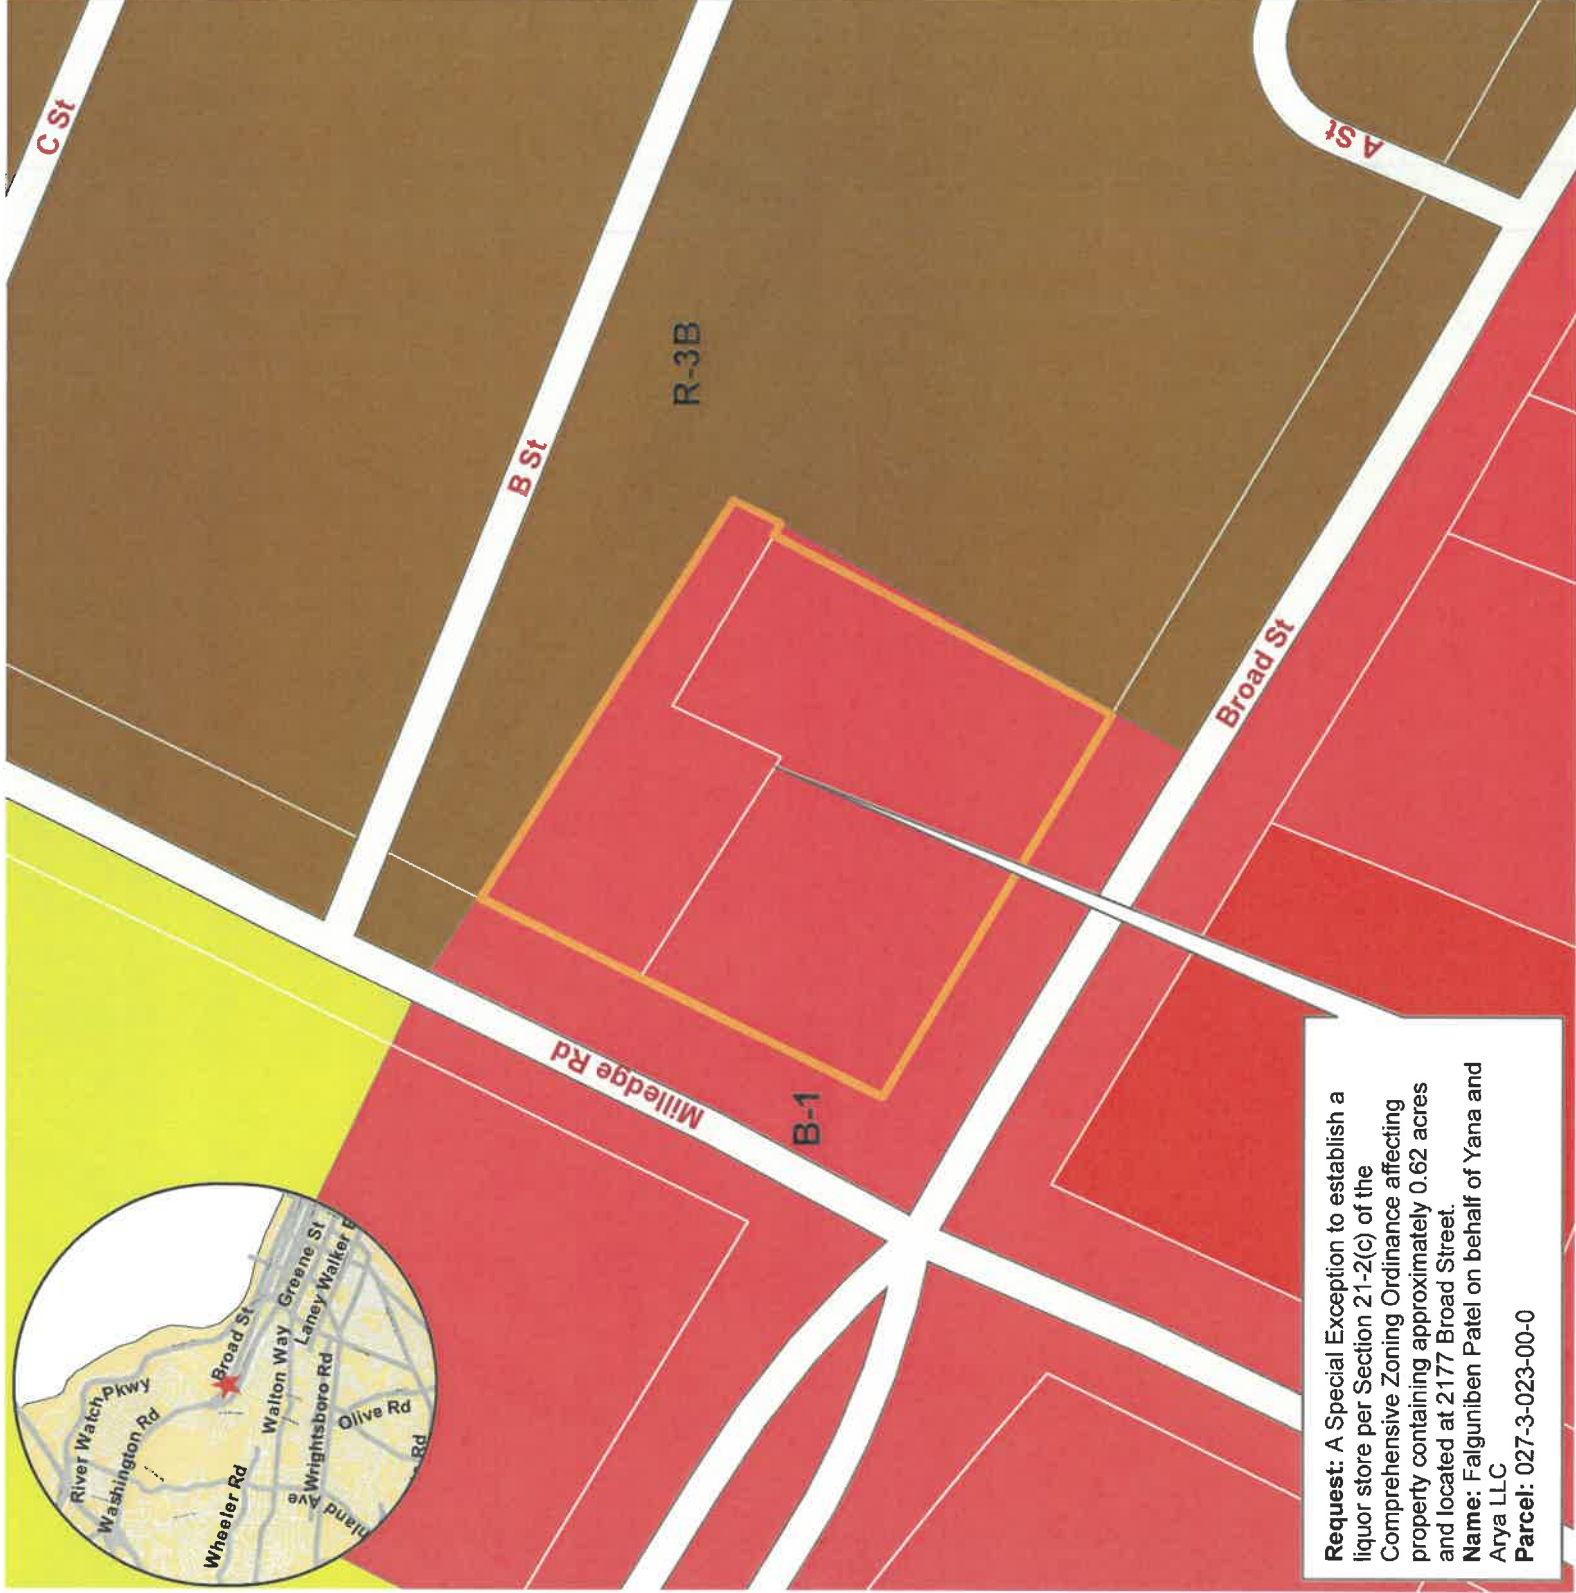 C St
B St
A St
R-3B
Broad St
Milledge Rd
B-1
River Watch Pkwy
Washington Rd
Broad St
Greene St
Walton Way
Laney Walker
Wrightsboro Rd
Olive Rd
Wheeler Rd
Ave
Rd
Request: A Special Exception to establish a
liquor store per Section 21-2(c) of the
Comprehensive Zoning Ordinance affecting
property containing approximately 0.62 acres
and located at 2177 Broad Street.
Name: Falguniben Patel on behalf of Yana and
Arya LLC
Parcel: 027-3-023-00-0